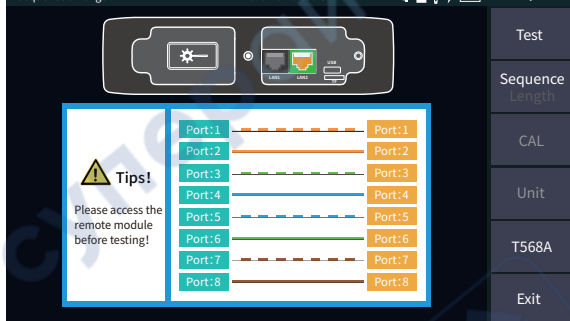 LAN1
LAN2
USB
Tips!
Please access the
remote module
before testing!
Port:1
Port:1
Port:2
Port:2
Port:3
Port:3
Port:4
Port:4
Port:5
Port:5
Port:6
Port:6
Port:7
Port:7
Port:8
Port:8
Test
Sequence
Length
CAL
Unit
T568A
Exit
супер